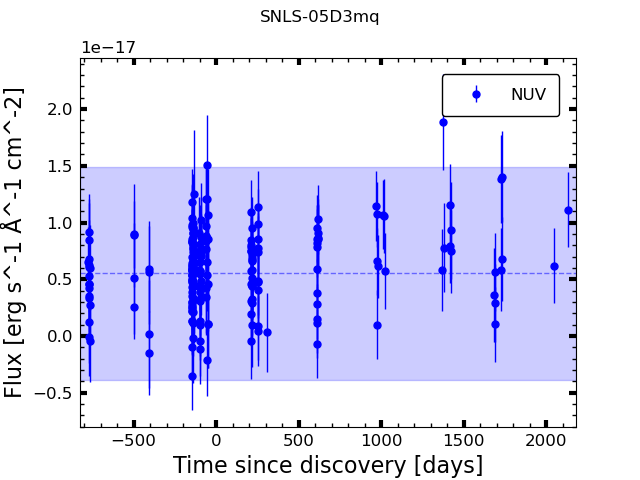 SNLS-05D3mq
1e−17
NUV
2.0
1.5
1.0
0.5
0.0
−0.5
Flux [erg s^-1 Å^-1 cm^-2]
−500 0 500 1000 1500 2000
Time since discovery [days]